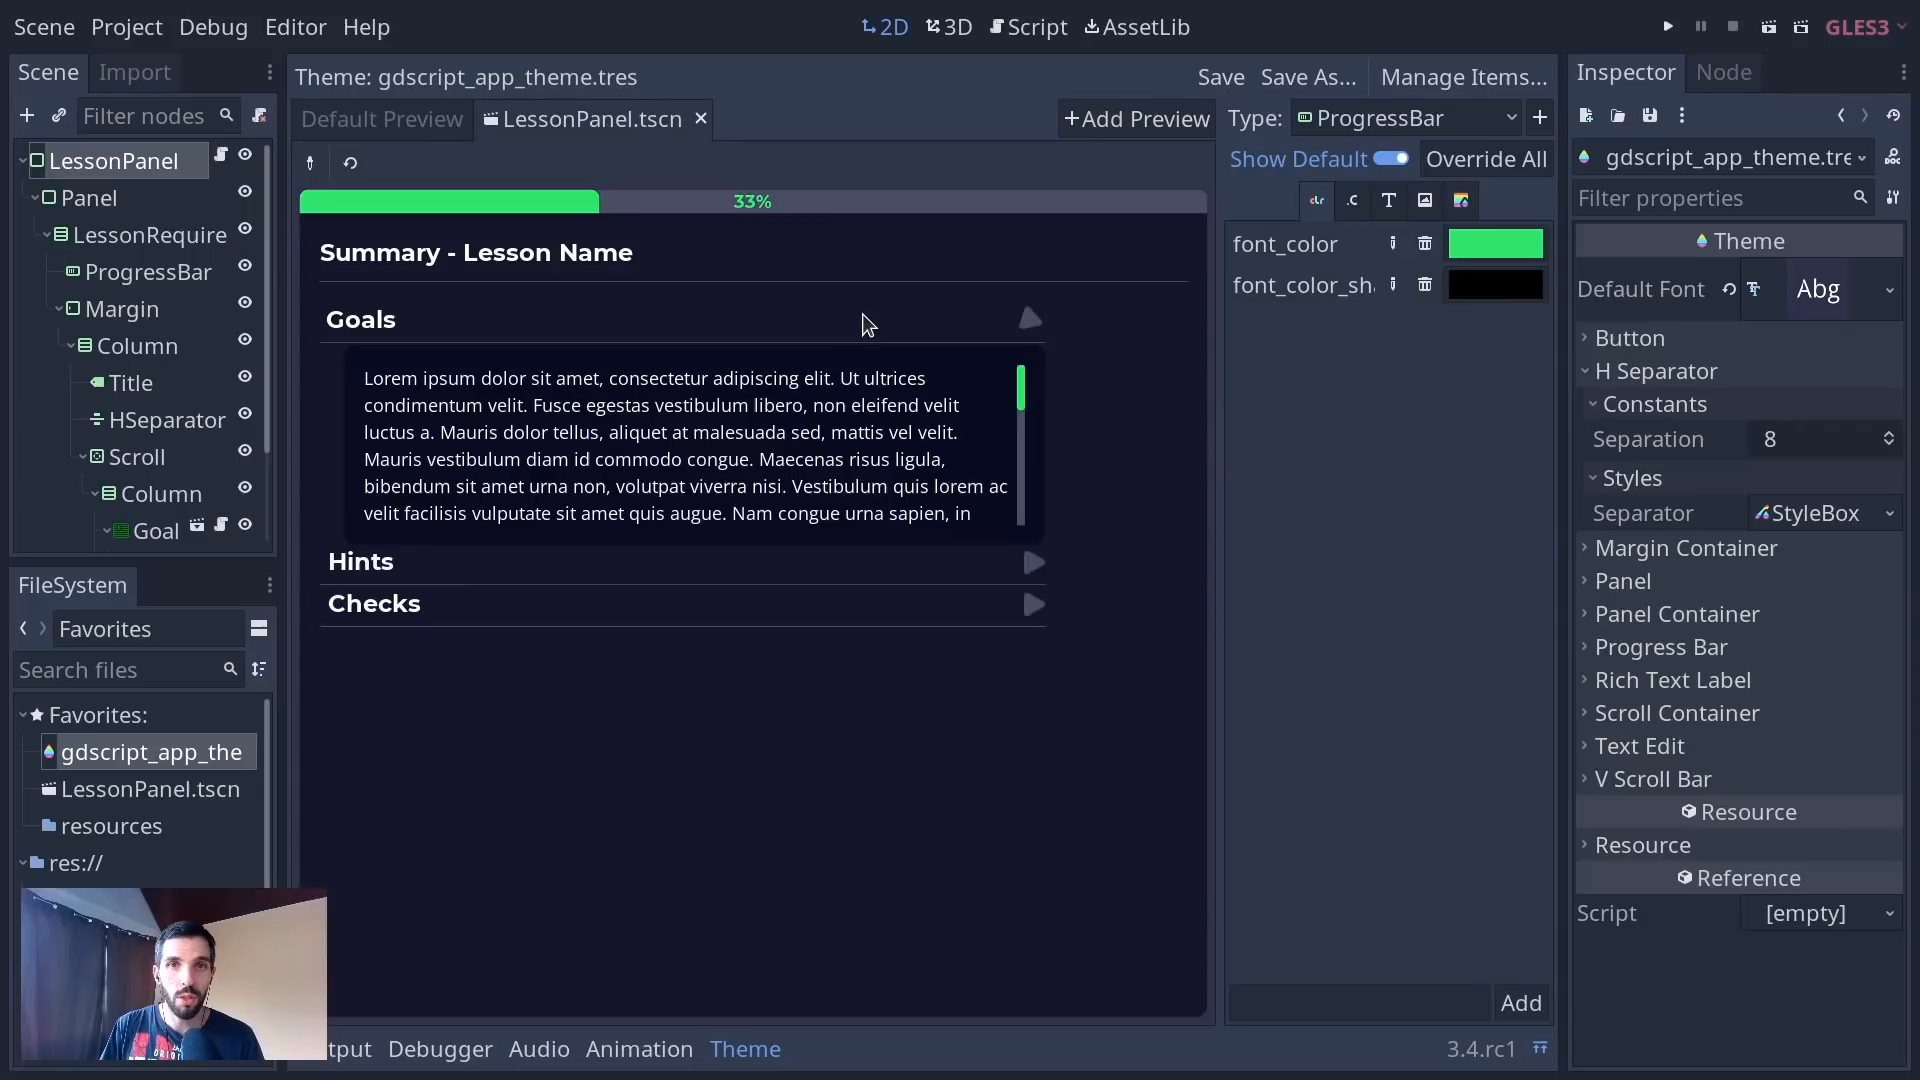 Scene Project Debug Editor Help
2D 3D Script AssetLib
GLES3
Scene Import
Filter nodes
LessonPanel
Panel
LessonRequire
ProgressBar
Margin
Column
Title
HSeparator
Scroll
Column
Goal
FileSystem
Favorites
Search files
Favorites:
gdscript_app_the
LessonPanel.tscn
resources
res://
Theme: gdscript_app_theme.tres
Save Save As... Manage Items...
Default Preview LessonPanel.tscn
Add Preview
33%
Summary - Lesson Name
Goals
Lorem ipsum dolor sit amet, consectetur adipiscing elit. Ut ultrices
condimentum velit. Fusce egestas vestibulum libero, non eleifend velit
luctus a. Mauris dolor tellus, aliquet at malesuada sed, mattis vel velit.
Mauris vestibulum diam id commodo congue. Maecenas risus ligula,
bibendum sit amet urna non, volutpat viverra nisi. Vestibulum quis lorem ac
velit facilisis vulputate sit amet quis augue. Nam congue urna sapien, in
Hints
Checks
Type: ProgressBar
Show Default Override All
font_color
font_color_sh
Add
tput Debugger Audio Animation Theme
3.4.rc1
Inspector Node
gdscript_app_theme.tre
Filter properties
Theme
Default Font Abg
Button
H Separator
Constants
Separation 8
Styles
Separator StyleBox
Margin Container
Panel
Panel Container
Progress Bar
Rich Text Label
Scroll Container
Text Edit
V Scroll Bar
Resource
Resource
Reference
Script [empty]